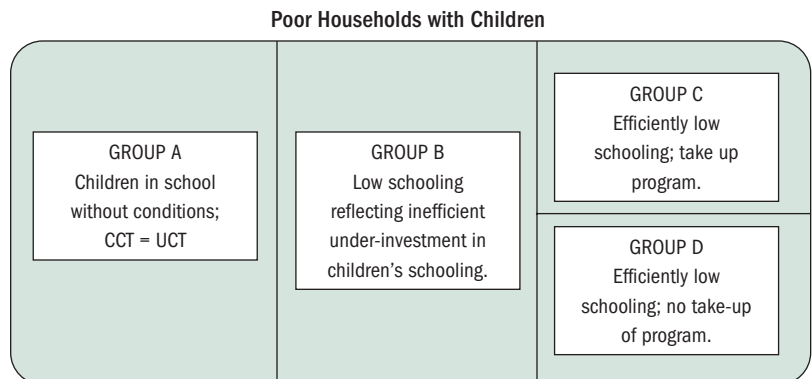 Poor Households with Children
GROUP A
Children in school
without conditions;
CCT = UCT
GROUP B
Low schooling
reflecting inefficient
under-investment in
children's schooling.
GROUP C
Efficiently low
schooling; take up
program.
GROUP D
Efficiently low
schooling; no take-up
of program.